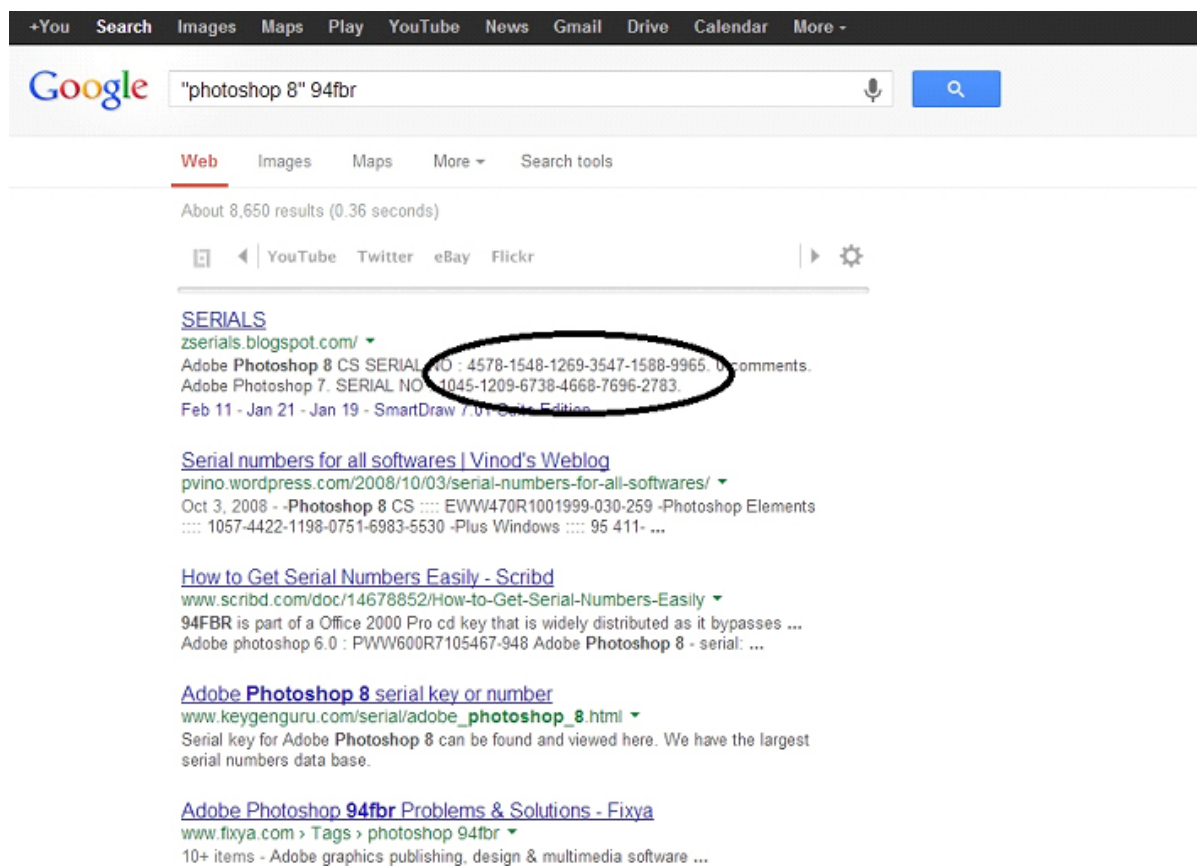 +You Search Images Maps Play YouTube News Gmail Drive Calendar More
Google "photoshop 8" 94fbr
Web Images Maps More Search tools
About 8,650 results (0.36 seconds)
YouTube Twitter eBay Flickr
SERIALS
zserials.blogspot.com/
Adobe Photoshop 8 CS SERIAL NO : 4578-1548-1269-3547-1588-9965. comments.
Adobe Photoshop 7. SERIAL NO 1045-1209-6738-4668-7696-2783.
Feb 11 - Jan 21 - Jan 19 - SmartDraw 7.01 Suite Edition
Serial numbers for all softwares | Vinod's Weblog
pvino.wordpress.com/2008/10/03/serial-numbers-for-all-softwares/
Oct 3, 2008 - -Photoshop 8 CS :::: EWW470R1001999-030-259 -Photoshop Elements
:::: 1057-4422-1198-0751-6983-5530 -Plus Windows :::: 95 411- ...
How to Get Serial Numbers Easily - Scribd
www.scribd.com/doc/14678852/How-to-Get-Serial-Numbers-Easily
94FBR is part of a Office 2000 Pro cd key that is widely distributed as it bypasses ...
Adobe photoshop 6.0 : PWW600R7105467-948 Adobe Photoshop 8 - serial: ...
Adobe Photoshop 8 serial key or number
www.keygenguru.com/serial/adobe_photoshop_8.html
Serial key for Adobe Photoshop 8 can be found and viewed here. We have the largest
serial numbers data base.
Adobe Photoshop 94fbr Problems & Solutions - Fixya
www.fixya.com › Tags › photoshop 94fbr
10+ items - Adobe graphics publishing, design & multimedia software ...